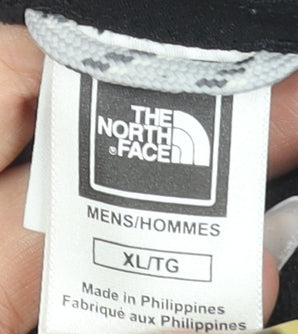 THE
NORTH
®FACE
MENS/HOMMES
XL/TG
Made in Philippines
Fabriqué aux Philippines